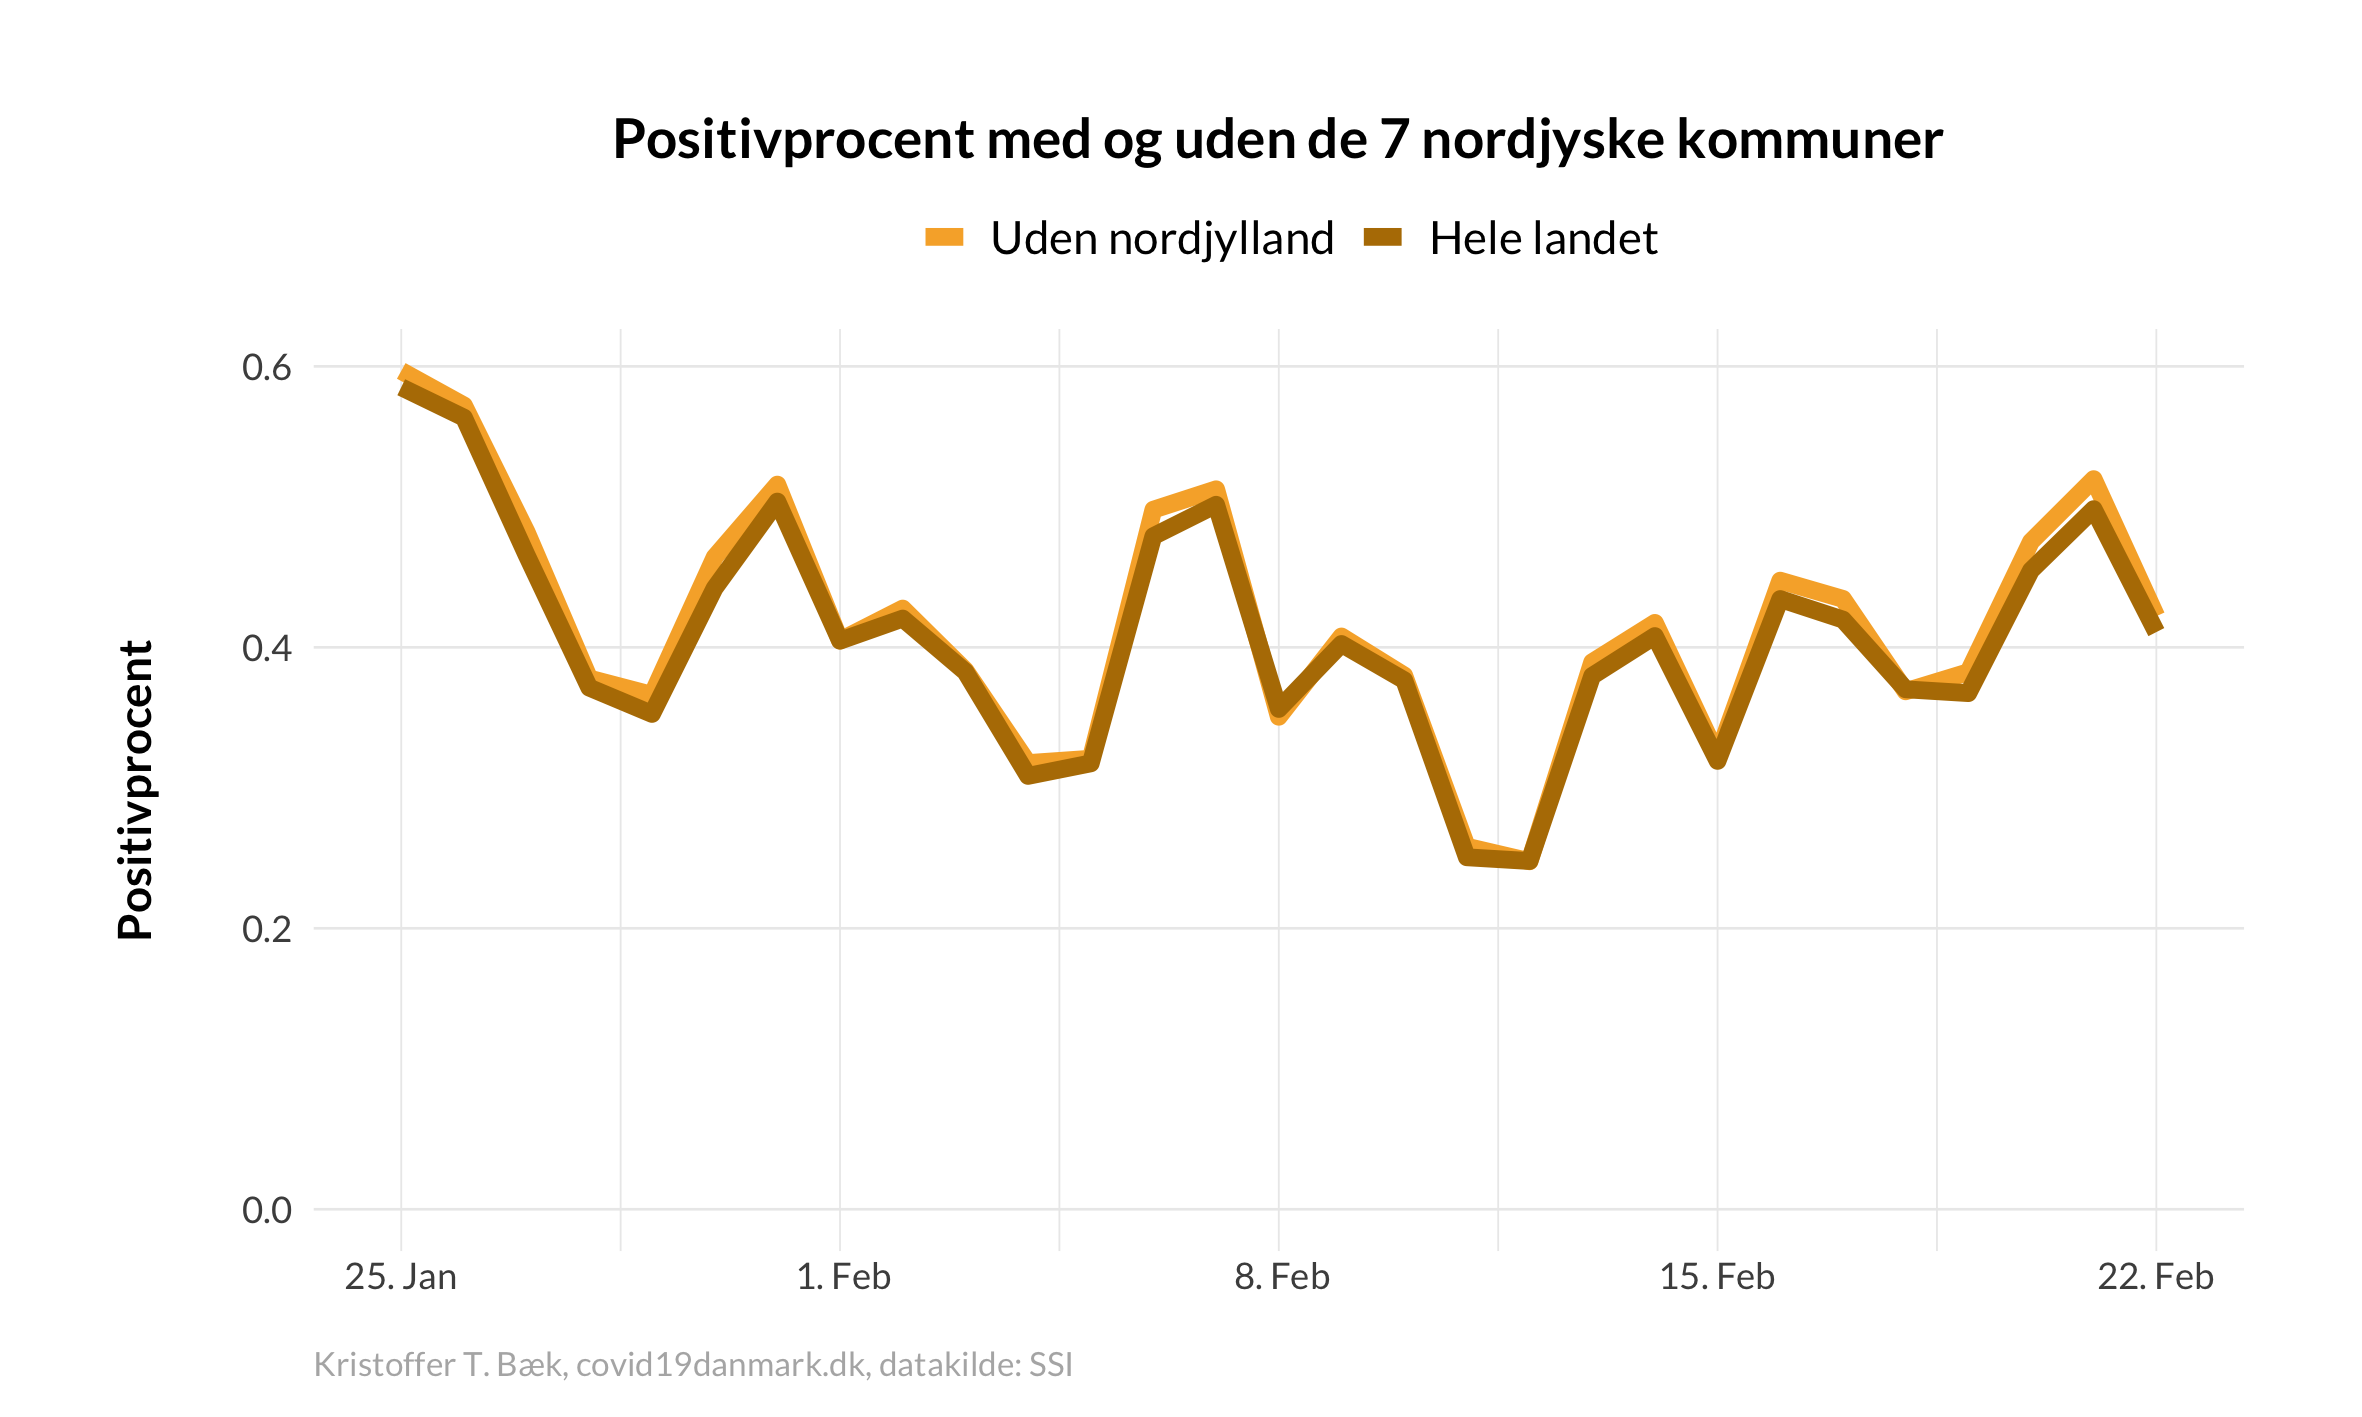 Positivprocent med og uden de 7 nordjyske kommuner
Uden nordjylland Hele landet
Positivprocent
0.6
0.4
0.2
0.0
25. Jan 1. Feb 8. Feb 15. Feb 22. Feb
Kristoffer T. Bæk, covid19danmark.dk, datakilde: SSI